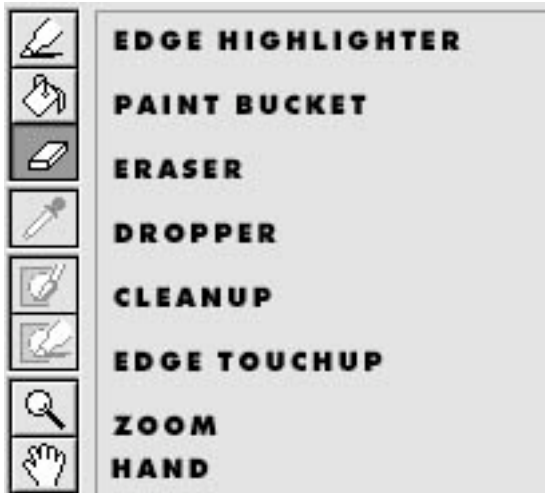 EDGE HIGHLIGHTER
PAINT BUCKET
ERASER
DROPPER
CLEANUP
EDGE TOUCHUP
ZOOM
HAND